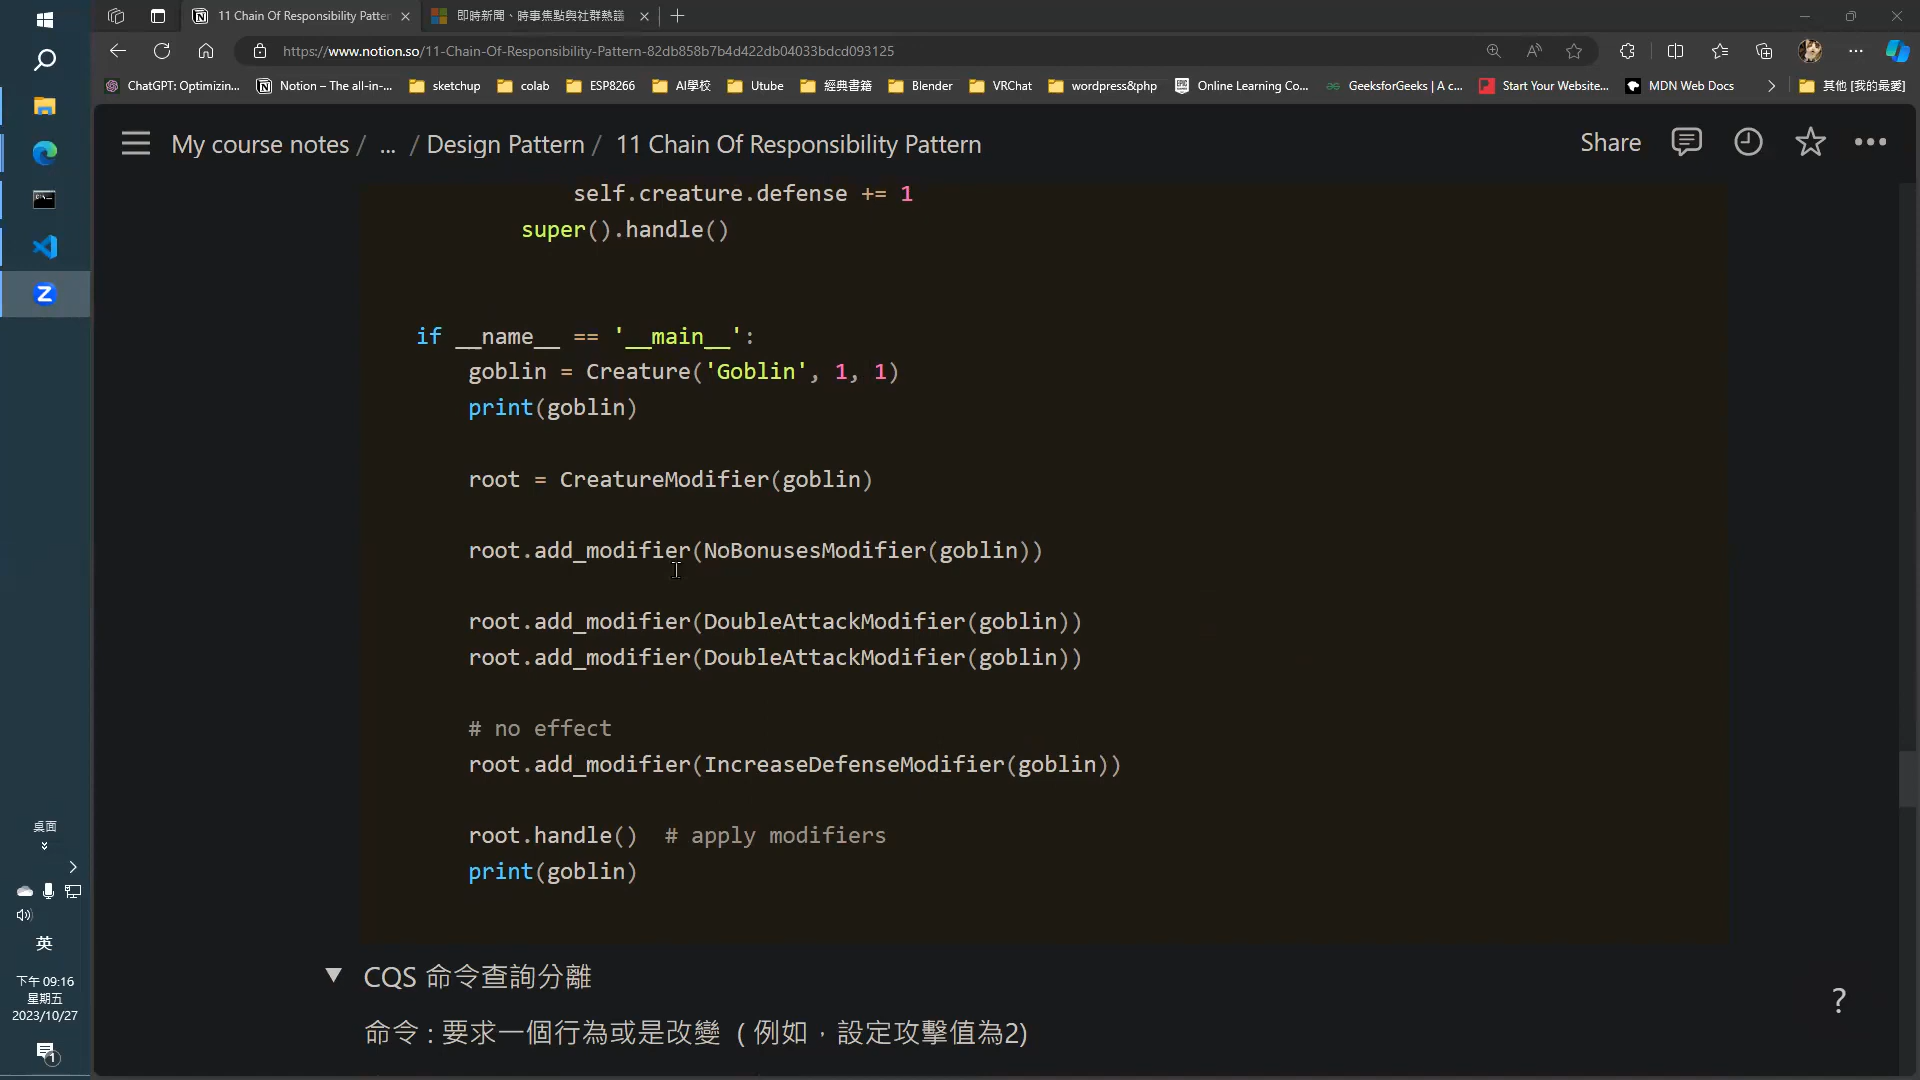 11 Chain Of Responsibility Patter
即時新聞、時事焦點與社群熱議
https://www.notion.so/11-Chain-Of-Responsibility-Pattern-82db858b7b4d422db04033bdcd093125
ChatGPT: Optimizin...
Notion – The all-in-...
sketchup
colab
ESP8266
AI學校
Utube
經典書籍
Blender
VRChat
wordpress&php
Online Learning Co...
GeeksforGeeks | A c...
Start Your Website...
MDN Web Docs
其他 [我的最愛]
My course notes / ... / Design Pattern / 11 Chain Of Responsibility Pattern
Share
self.creature.defense += 1
super().handle()
if __name__ == '__main__':
goblin = Creature('Goblin', 1, 1)
print(goblin)
root = CreatureModifier(goblin)
root.add_modifier(NoBonusesModifier(goblin))
root.add_modifier(DoubleAttackModifier(goblin))
root.add_modifier(DoubleAttackModifier(goblin))
# no effect
root.add_modifier(IncreaseDefenseModifier(goblin))
root.handle()  # apply modifiers
print(goblin)
CQS 命令查詢分離
命令 : 要求一個行為或是改變 ( 例如，設定攻擊值為2)
?
桌面
英
下午 09:16
星期五
2023/10/27
1